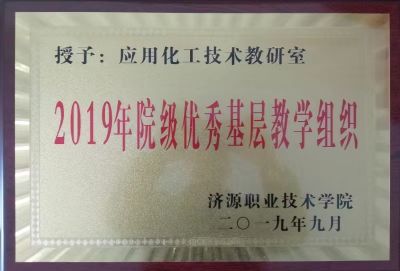 授予：应用化工技术教研室
2019年院级优秀基层教学组织
济源职业技术学院
二〇一九年九月